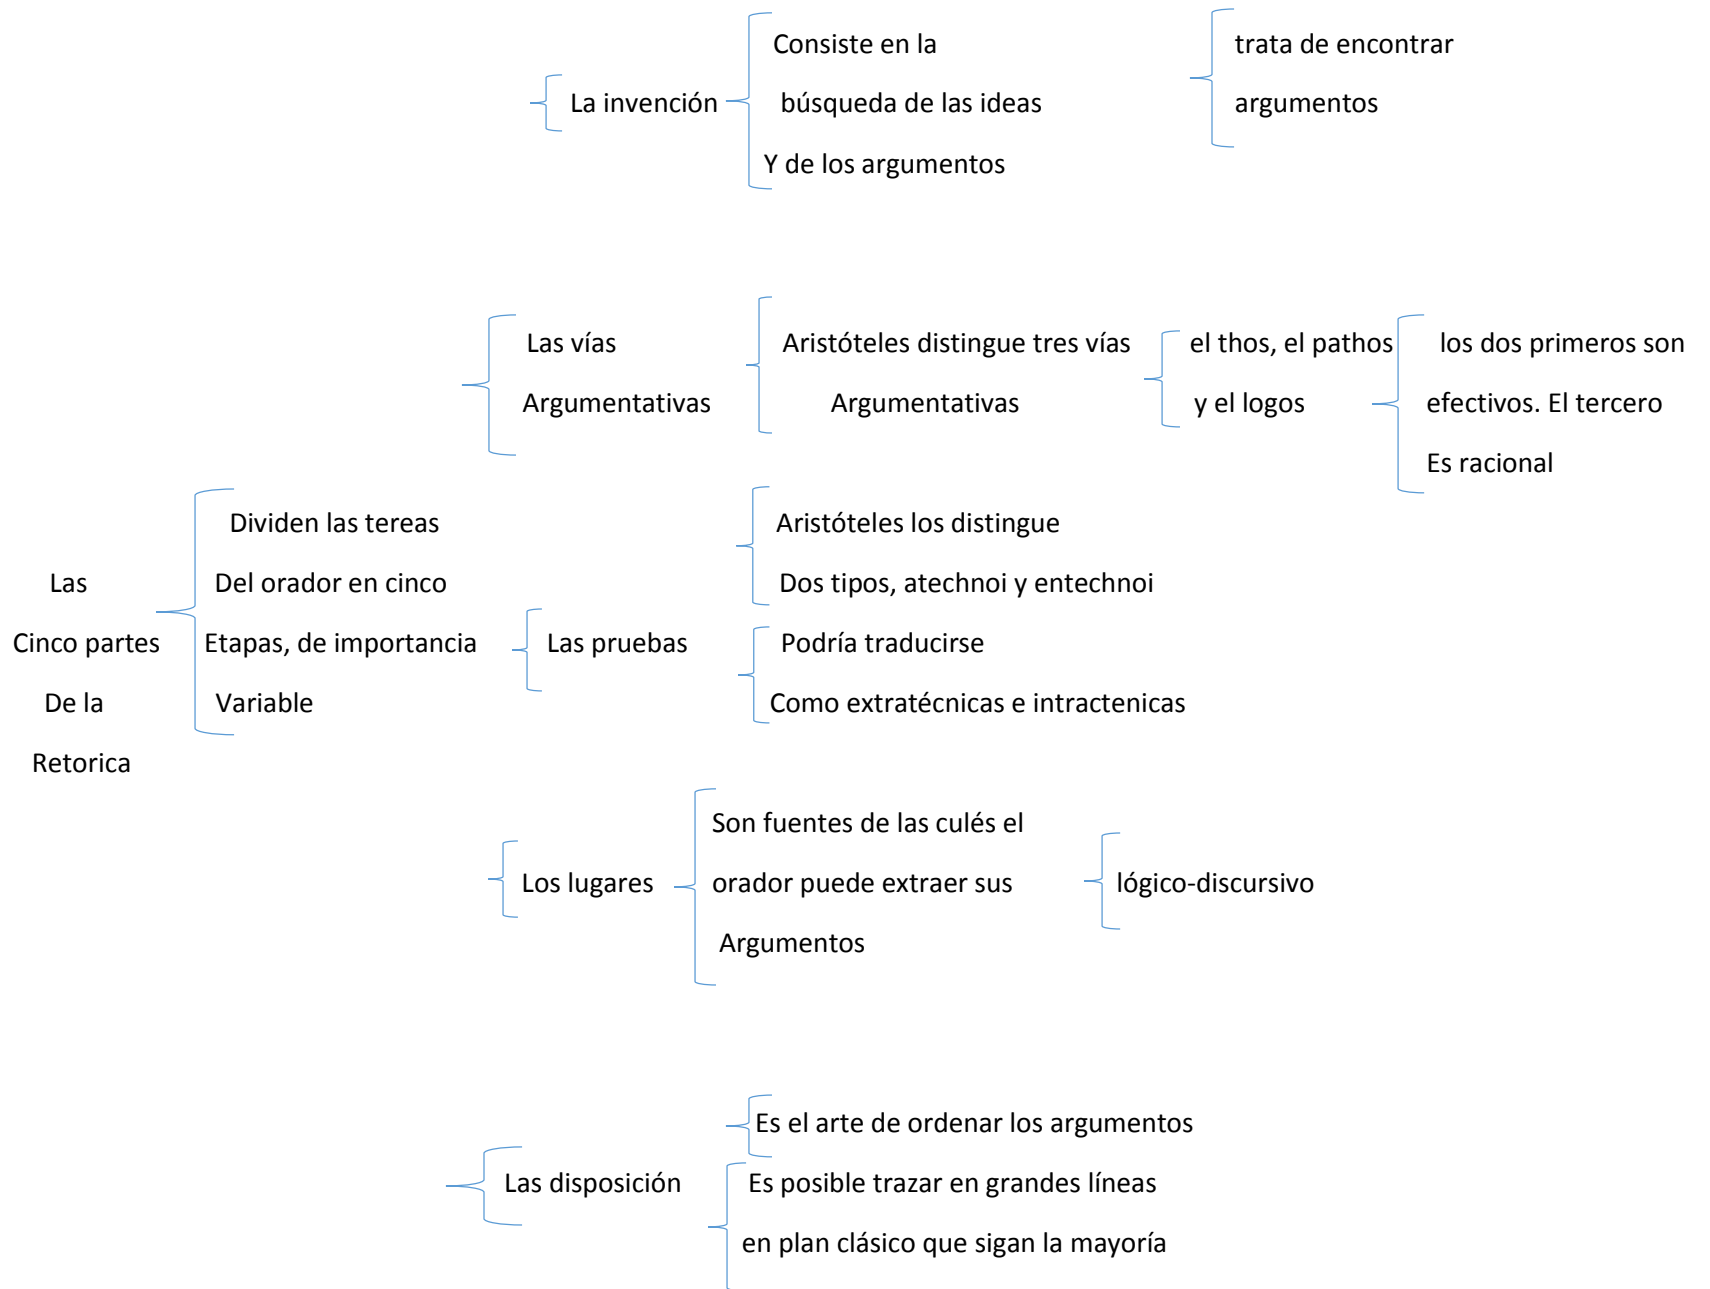 Consiste en la
trata de encontrar
La invención
búsqueda de las ideas
argumentos
Y de los argumentos
Las vías
Argumentativas
Aristóteles distingue tres vías
Argumentativas
el thos, el pathos
y el logos
los dos primeros son
efectivos. El tercero
Es racional
Las
Cinco partes
De la
Retorica
Dividen las tereas
Del orador en cinco
Etapas, de importancia
Variable
Las pruebas
Aristóteles los distingue
Dos tipos, atechnoi y entechnoi
Podría traducirse
Como extratécnicas e intractenicas
Los lugares
Son fuentes de las culés el
orador puede extraer sus
Argumentos
lógico-discursivo
Las disposición
Es el arte de ordenar los argumentos
Es posible trazar en grandes líneas
en plan clásico que sigan la mayoría